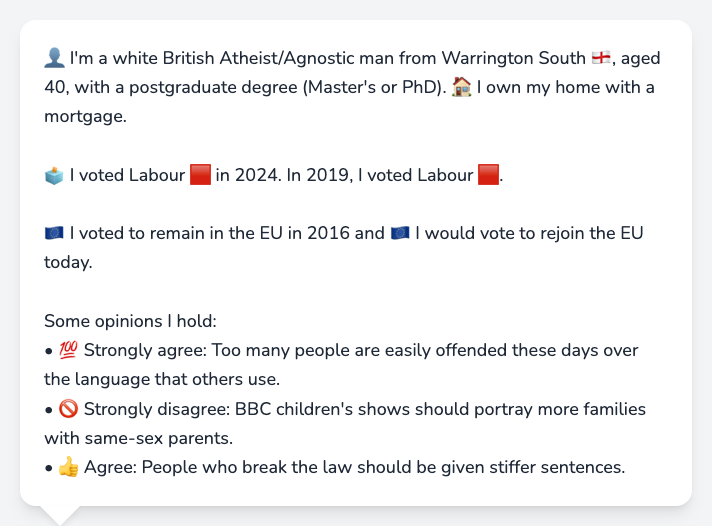 👤 I'm a white British Atheist/Agnostic man from Warrington South 🏴󠁧󠁢󠁥󠁮󠁧󠁿, aged
40, with a postgraduate degree (Master's or PhD). 🏠 I own my home with a
mortgage.
🗳️ I voted Labour 🟥 in 2024. In 2019, I voted Labour 🟥.
🇪🇺 I voted to remain in the EU in 2016 and 🇪🇺 I would vote to rejoin the EU
today.
Some opinions I hold:
• 💯 Strongly agree: Too many people are easily offended these days over
the language that others use.
• 🚫 Strongly disagree: BBC children's shows should portray more families
with same-sex parents.
• 👍 Agree: People who break the law should be given stiffer sentences.